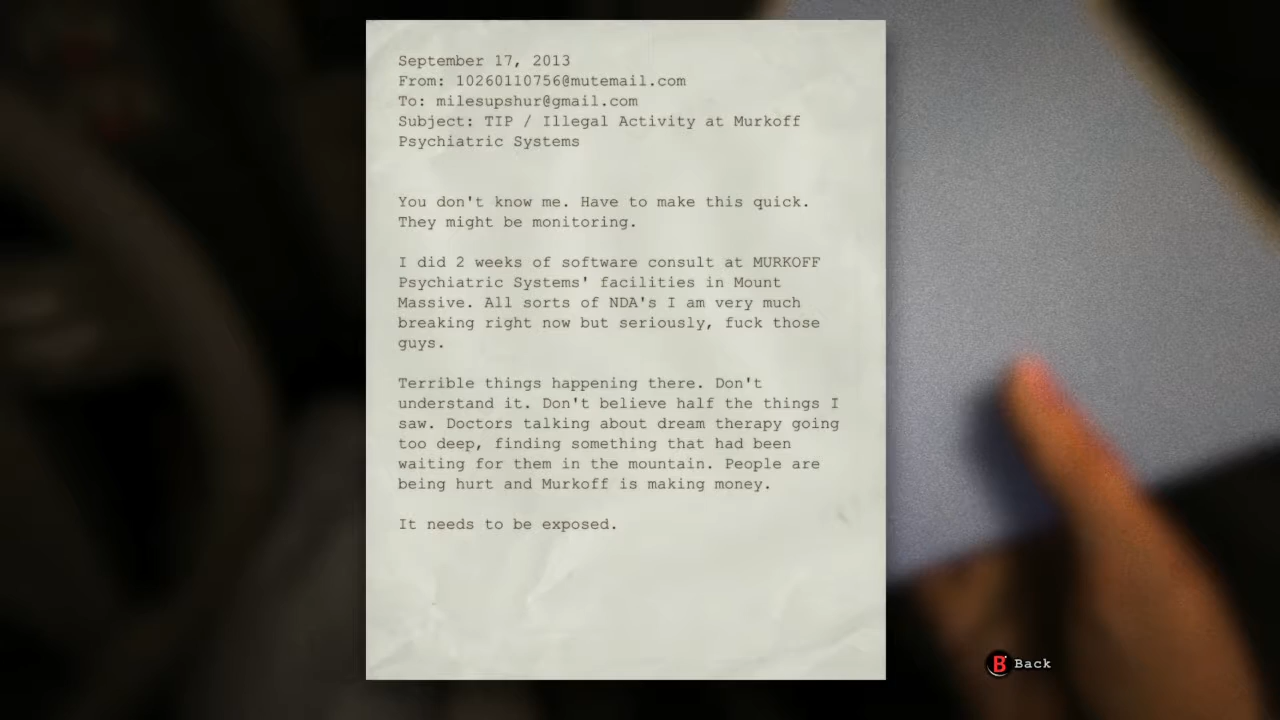 September 17, 2013
From: 10260110756@mutemail.com
To: milesupshur@gmail.com
Subject: TIP / Illegal Activity at Murkoff
Psychiatric Systems
You don't know me. Have to make this quick.
They might be monitoring.
I did 2 weeks of software consult at MURKOFF
Psychiatric Systems' facilities in Mount
Massive. All sorts of NDA's I am very much
breaking right now but seriously, fuck those
guys.
Terrible things happening there. Don't
understand it. Don't believe half the things I
saw. Doctors talking about dream therapy going
too deep, finding something that had been
waiting for them in the mountain. People are
being hurt and Murkoff is making money.
It needs to be exposed.
B Back